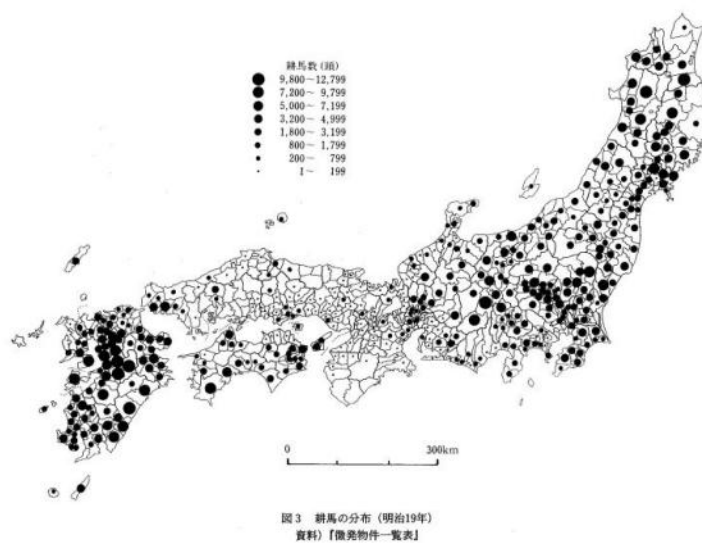 耕馬数(頭)
9,800～12,799
7,200～ 9,799
5,000～ 7,199
3,200～ 4,999
1,800～ 3,199
800～ 1,799
200～ 799
1～ 199
0 300km
図3 耕馬の分布(明治19年)
資料)『徴発物件一覧表』